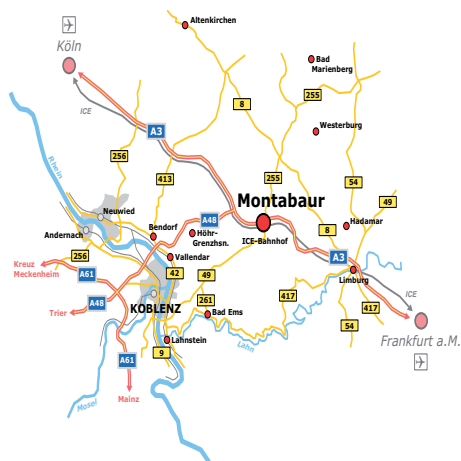 Altenkirchen
Köln
Bad
Marienberg
ICE
8
255
A3
Westerburg
256
413
255
54
49
Rhein
Montabaur
Neuwied
A48
Hadamar
Andernach
Bendorf
Höhr-
Grenzhsn.
8
ICE-Bahnhof
256
Vallendar
A3
Kreuz
Meckenheim
A61
42
49
Limburg
A48
261
417
417
ICE
Trier
KOBLENZ
Bad Ems
54
Frankfurt a.M.
Lahnstein
Lahn
9
A61
Mosel
Mainz